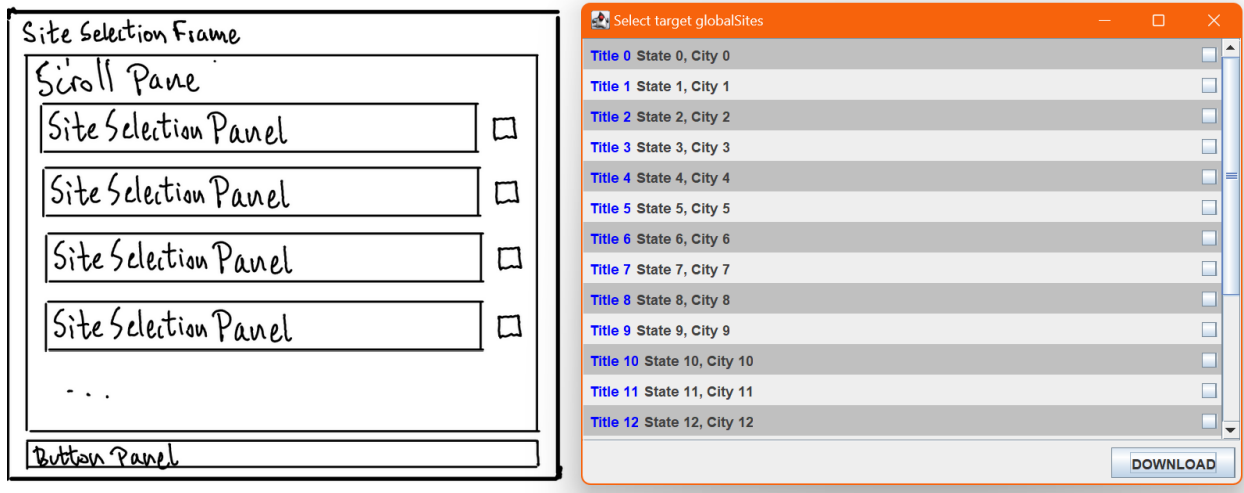 Site Selection Frame
Scroll Pane
Site Selection Panel
Site Selection Panel
Site Selection Panel
Site Selection Panel
- . . .
Button Panel
Select target globalSites
Title 0 State 0, City 0
Title 1 State 1, City 1
Title 2 State 2, City 2
Title 3 State 3, City 3
Title 4 State 4, City 4
Title 5 State 5, City 5
Title 6 State 6, City 6
Title 7 State 7, City 7
Title 8 State 8, City 8
Title 9 State 9, City 9
Title 10 State 10, City 10
Title 11 State 11, City 11
Title 12 State 12, City 12
DOWNLOAD